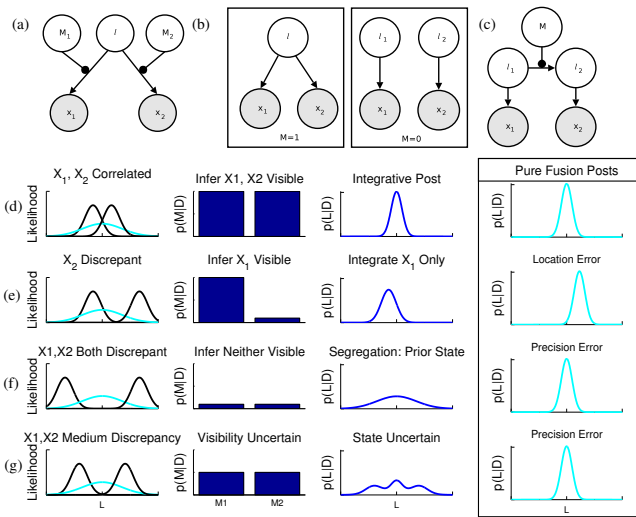 (a)
M1
l
M2
x1
x2
(b)
l
x1
x2
M=1
l1
l2
x1
x2
M=0
(c)
M
l1
l2
x1
x2
(d)
X1, X2 Correlated
Likelihood
Infer X1, X2 Visible
p(M|D)
Integrative Post
p(L|D)
Pure Fusion Posts
p(L|D)
(e)
X2 Discrepant
Likelihood
Infer X1 Visible
p(M|D)
Integrate X1 Only
p(L|D)
Location Error
p(L|D)
(f)
X1,X2 Both Discrepant
Likelihood
Infer Neither Visible
p(M|D)
Segregation: Prior State
p(L|D)
Precision Error
p(L|D)
(g)
X1,X2 Medium Discrepancy
Likelihood
L
Visibility Uncertain
p(M|D)
M1
M2
State Uncertain
p(L|D)
L
Precision Error
p(L|D)
L